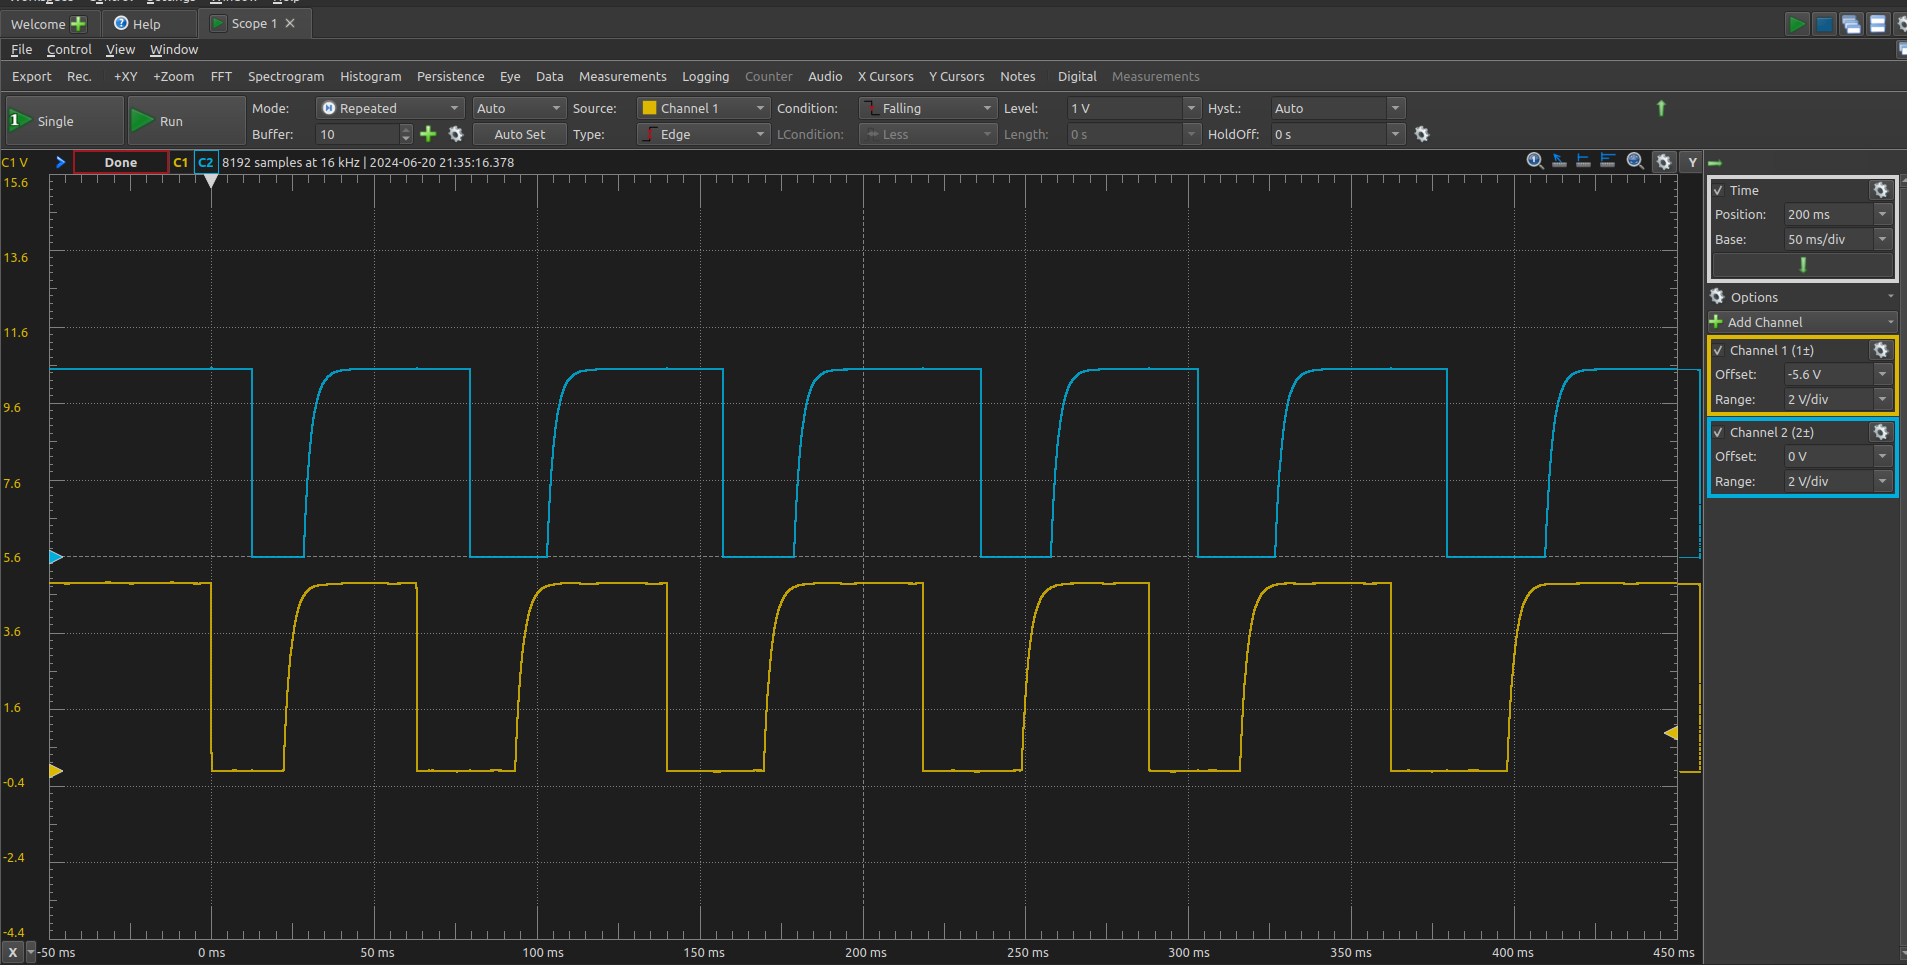 Workspace Control Settings Window Help
Welcome Help Scope 1
File Control View Window
Export Rec. +XY +Zoom FFT Spectrogram Histogram Persistence Eye Data Measurements Logging Counter Audio X Cursors Y Cursors Notes Digital Measurements
1 Single Run Mode: Repeated Auto Source: Channel 1 Condition: Falling Level: 1 V Hyst.: Auto
Buffer: 10 Auto Set Type: Edge LCondition: Less Length: 0 s HoldOff: 0 s
C1 V Done C1 C2 8192 samples at 16 kHz | 2024-06-20 21:35:16.378 Y
15.6
13.6
11.6
9.6
7.6
5.6
3.6
1.6
-0.4
-2.4
-4.4
X -50 ms 0 ms 50 ms 100 ms 150 ms 200 ms 250 ms 300 ms 350 ms 400 ms 450 ms
Time
Position: 200 ms
Base: 50 ms/div
Options
Add Channel
Channel 1 (1±)
Offset: -5.6 V
Range: 2 V/div
Channel 2 (2±)
Offset: 0 V
Range: 2 V/div